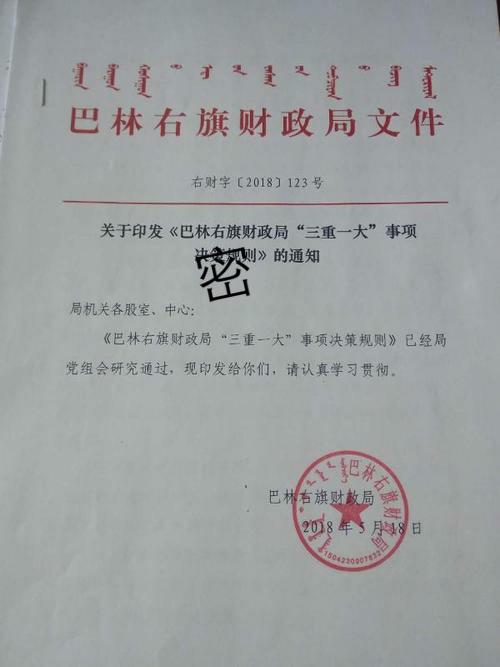 巴林右旗财政局文件
右财字〔2018〕123号
关于印发《巴林右旗财政局“三重一大”事项
决策规则》的通知
密
局机关各股室、中心：
《巴林右旗财政局“三重一大”事项决策规则》已经局
党组会研究通过，现印发给你们，请认真学习贯彻。
巴林右旗财政局
2018年5月18日
巴林右旗财政局